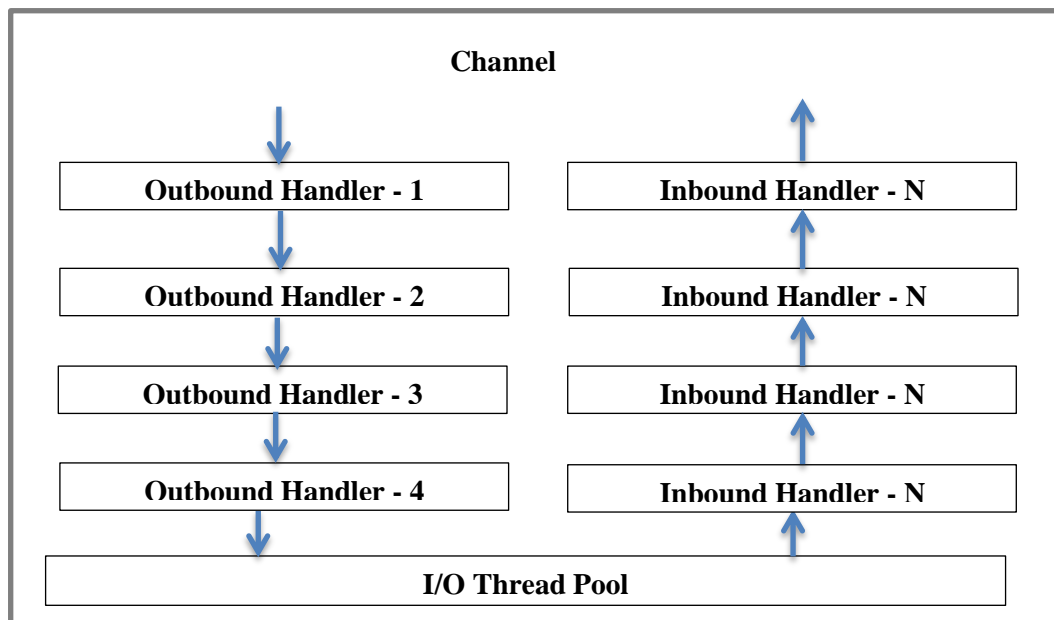 Channel
Outbound Handler - 1
Inbound Handler - N
Outbound Handler - 2
Inbound Handler - N
Outbound Handler - 3
Inbound Handler - N
Outbound Handler - 4
Inbound Handler - N
I/O Thread Pool